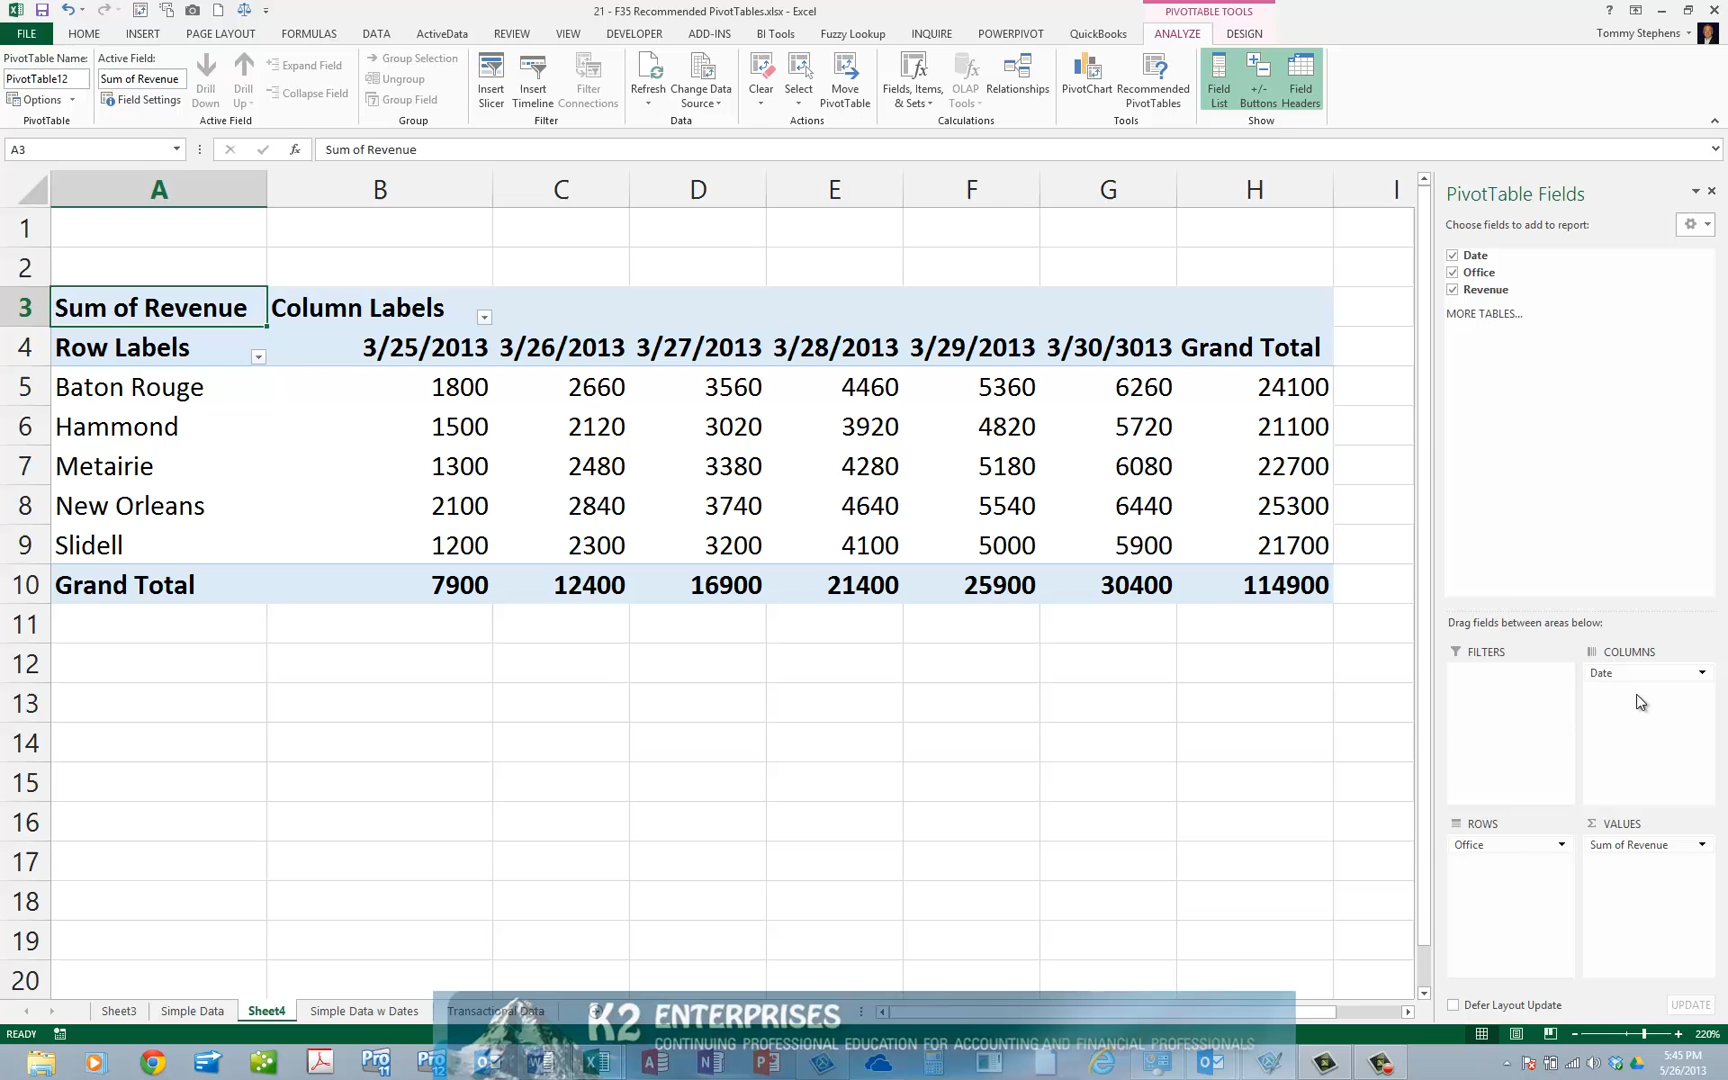 21 - F35 Recommended PivotTables.xlsx - Excel
PIVOTTABLE TOOLS
FILE HOME INSERT PAGE LAYOUT FORMULAS DATA ActiveData REVIEW VIEW DEVELOPER ADD-INS BI Tools Fuzzy Lookup INQUIRE POWERPIVOT QuickBooks ANALYZE DESIGN Tommy Stephens
PivotTable Name:
PivotTable12
Options
PivotTable
Active Field:
Sum of Revenue
Field Settings
Drill Down
Drill Up
Expand Field
Collapse Field
Active Field
Group Selection
Ungroup
Group Field
Group
Insert Slicer
Insert Timeline
Filter Connections
Filter
Refresh
Change Data Source
Data
Clear
Select
Move PivotTable
Actions
Fields, Items, & Sets
OLAP Tools
Relationships
Calculations
PivotChart
Recommended PivotTables
Tools
Field List
+/- Buttons
Field Headers
Show
A3 fx Sum of Revenue
A B C D E F G H I
1
2
3 Sum of Revenue Column Labels
4 Row Labels 3/25/2013 3/26/2013 3/27/2013 3/28/2013 3/29/2013 3/30/3013 Grand Total
5 Baton Rouge 1800 2660 3560 4460 5360 6260 24100
6 Hammond 1500 2120 3020 3920 4820 5720 21100
7 Metairie 1300 2480 3380 4280 5180 6080 22700
8 New Orleans 2100 2840 3740 4640 5540 6440 25300
9 Slidell 1200 2300 3200 4100 5000 5900 21700
10 Grand Total 7900 12400 16900 21400 25900 30400 114900
11
12
13
14
15
16
17
18
19
20
PivotTable Fields
Choose fields to add to report:
Date
Office
Revenue
MORE TABLES...
Drag fields between areas below:
FILTERS
COLUMNS
Date
ROWS
Office
VALUES
Sum of Revenue
Defer Layout Update UPDATE
Sheet3 Simple Data Sheet4 Simple Data w Dates Transactional Data
K2 ENTERPRISES
CONTINUING PROFESSIONAL EDUCATION FOR ACCOUNTING AND FINANCIAL PROFESSIONALS
READY
220%
Pro 11
Pro 12
5:45 PM
5/26/2013